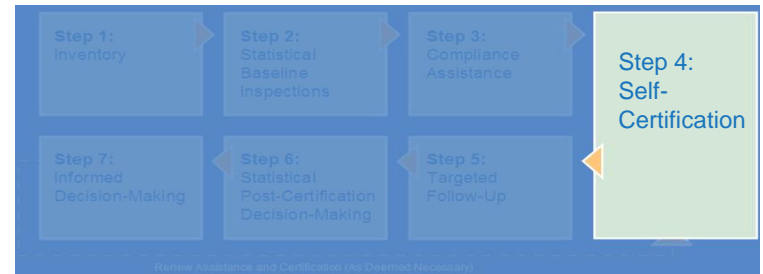 Step 1:
Inventory
Step 2:
Statistical
Baseline
Inspections
Step 3:
Compliance
Assistance
Step 4:
Self-
Certification
Step 7:
Informed
Decision-Making
Step 6:
Statistical
Post-Certification
Decision-Making
Step 5:
Targeted
Follow-Up
Renew Assistance and Certification (As Deemed Necessary)